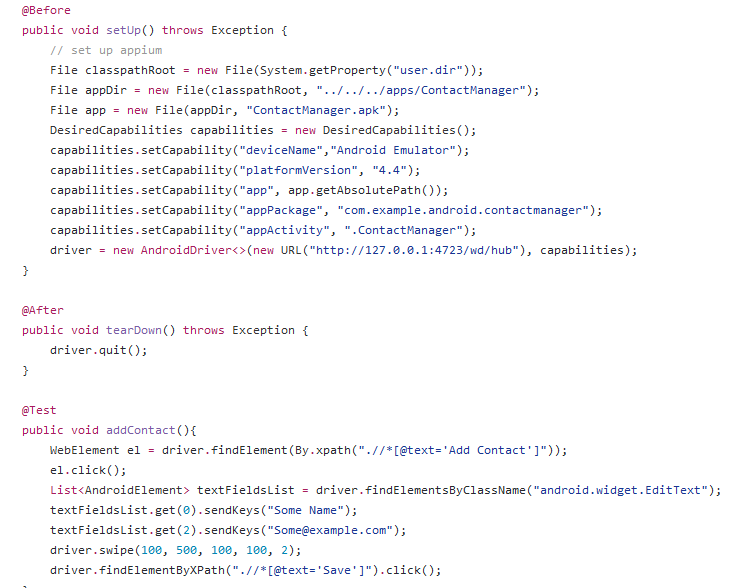 @Before
public void setUp() throws Exception {
    // set up appium
    File classpathRoot = new File(System.getProperty("user.dir"));
    File appDir = new File(classpathRoot, "../../../apps/ContactManager");
    File app = new File(appDir, "ContactManager.apk");
    DesiredCapabilities capabilities = new DesiredCapabilities();
    capabilities.setCapability("deviceName","Android Emulator");
    capabilities.setCapability("platformVersion", "4.4");
    capabilities.setCapability("app", app.getAbsolutePath());
    capabilities.setCapability("appPackage", "com.example.android.contactmanager");
    capabilities.setCapability("appActivity", ".ContactManager");
    driver = new AndroidDriver<>(new URL("http://127.0.0.1:4723/wd/hub"), capabilities);
}

@After
public void tearDown() throws Exception {
    driver.quit();
}

@Test
public void addContact(){
    WebElement el = driver.findElement(By.xpath(".//*[@text='Add Contact']"));
    el.click();
    List<AndroidElement> textFieldsList = driver.findElementsByClassName("android.widget.EditText");
    textFieldsList.get(0).sendKeys("Some Name");
    textFieldsList.get(2).sendKeys("Some@example.com");
    driver.swipe(100, 500, 100, 100, 2);
    driver.findElementByXPath(".//*[@text='Save']").click();